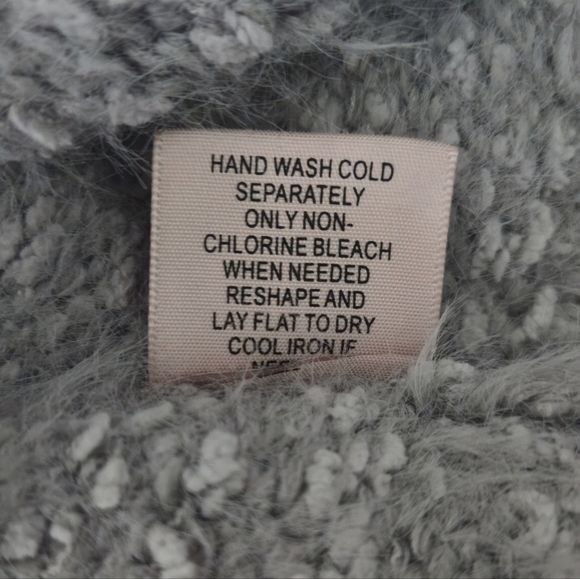 HAND WASH COLD
SEPARATELY
ONLY NON-
CHLORINE BLEACH
WHEN NEEDED
RESHAPE AND
LAY FLAT TO DRY
COOL IRON IF